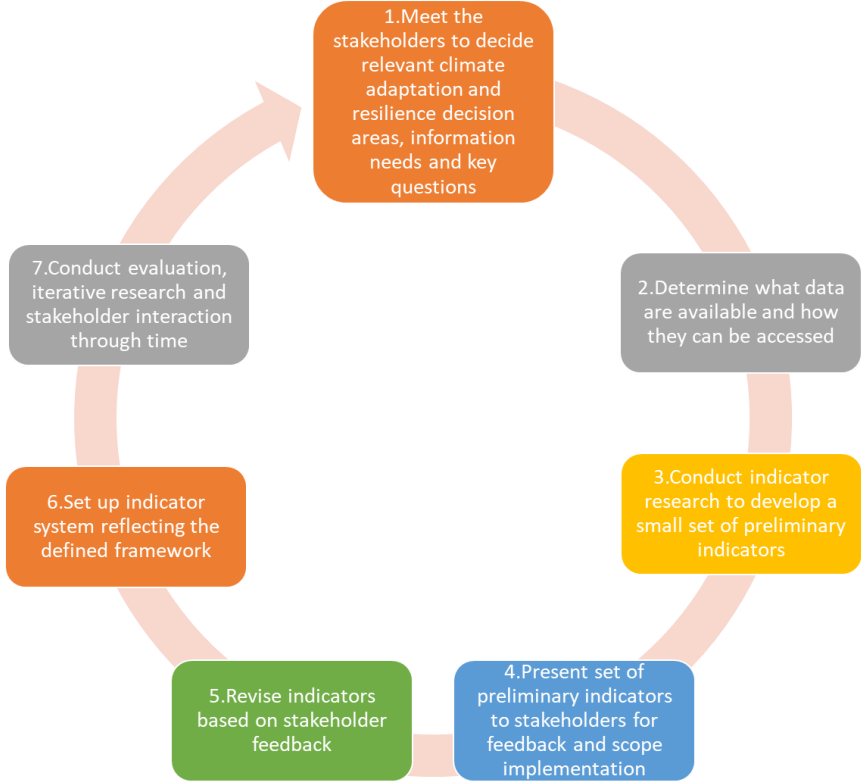 1.Meet the
stakeholders to decide
relevant climate
adaptation and
resilience decision
areas, information
needs and key
questions
2.Determine what data
are available and how
they can be accessed
3.Conduct indicator
research to develop a
small set of preliminary
indicators
4.Present set of
preliminary indicators
to stakeholders for
feedback and scope
implementation
5.Revise indicators
based on stakeholder
feedback
6.Set up indicator
system reflecting the
defined framework
7.Conduct evaluation,
iterative research and
stakeholder interaction
through time